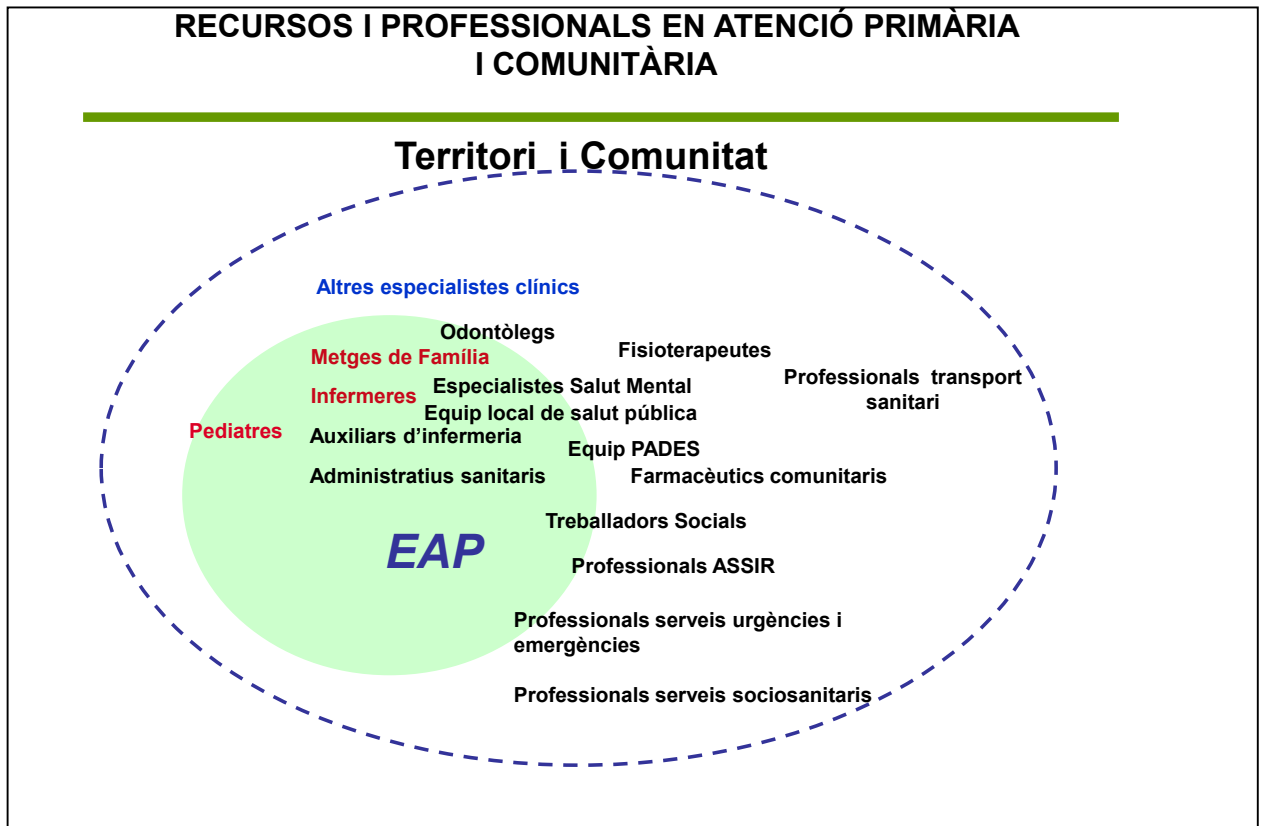 RECURSOS I PROFESSIONALS EN ATENCIÓ PRIMÀRIA
I COMUNITÀRIA
Territori i Comunitat
Altres especialistes clínics
Odontòlegs
Metges de Família
Fisioterapeutes
Professionals transport
sanitari
Infermeres
Especialistes Salut Mental
Equip local de salut pública
Pediatres
Auxiliars d'infermeria
Equip PADES
Administratius sanitaris
Farmacèutics comunitaris
Treballadors Socials
EAP
Professionals ASSIR
Professionals serveis urgències i
emergències
Professionals serveis sociosanitaris